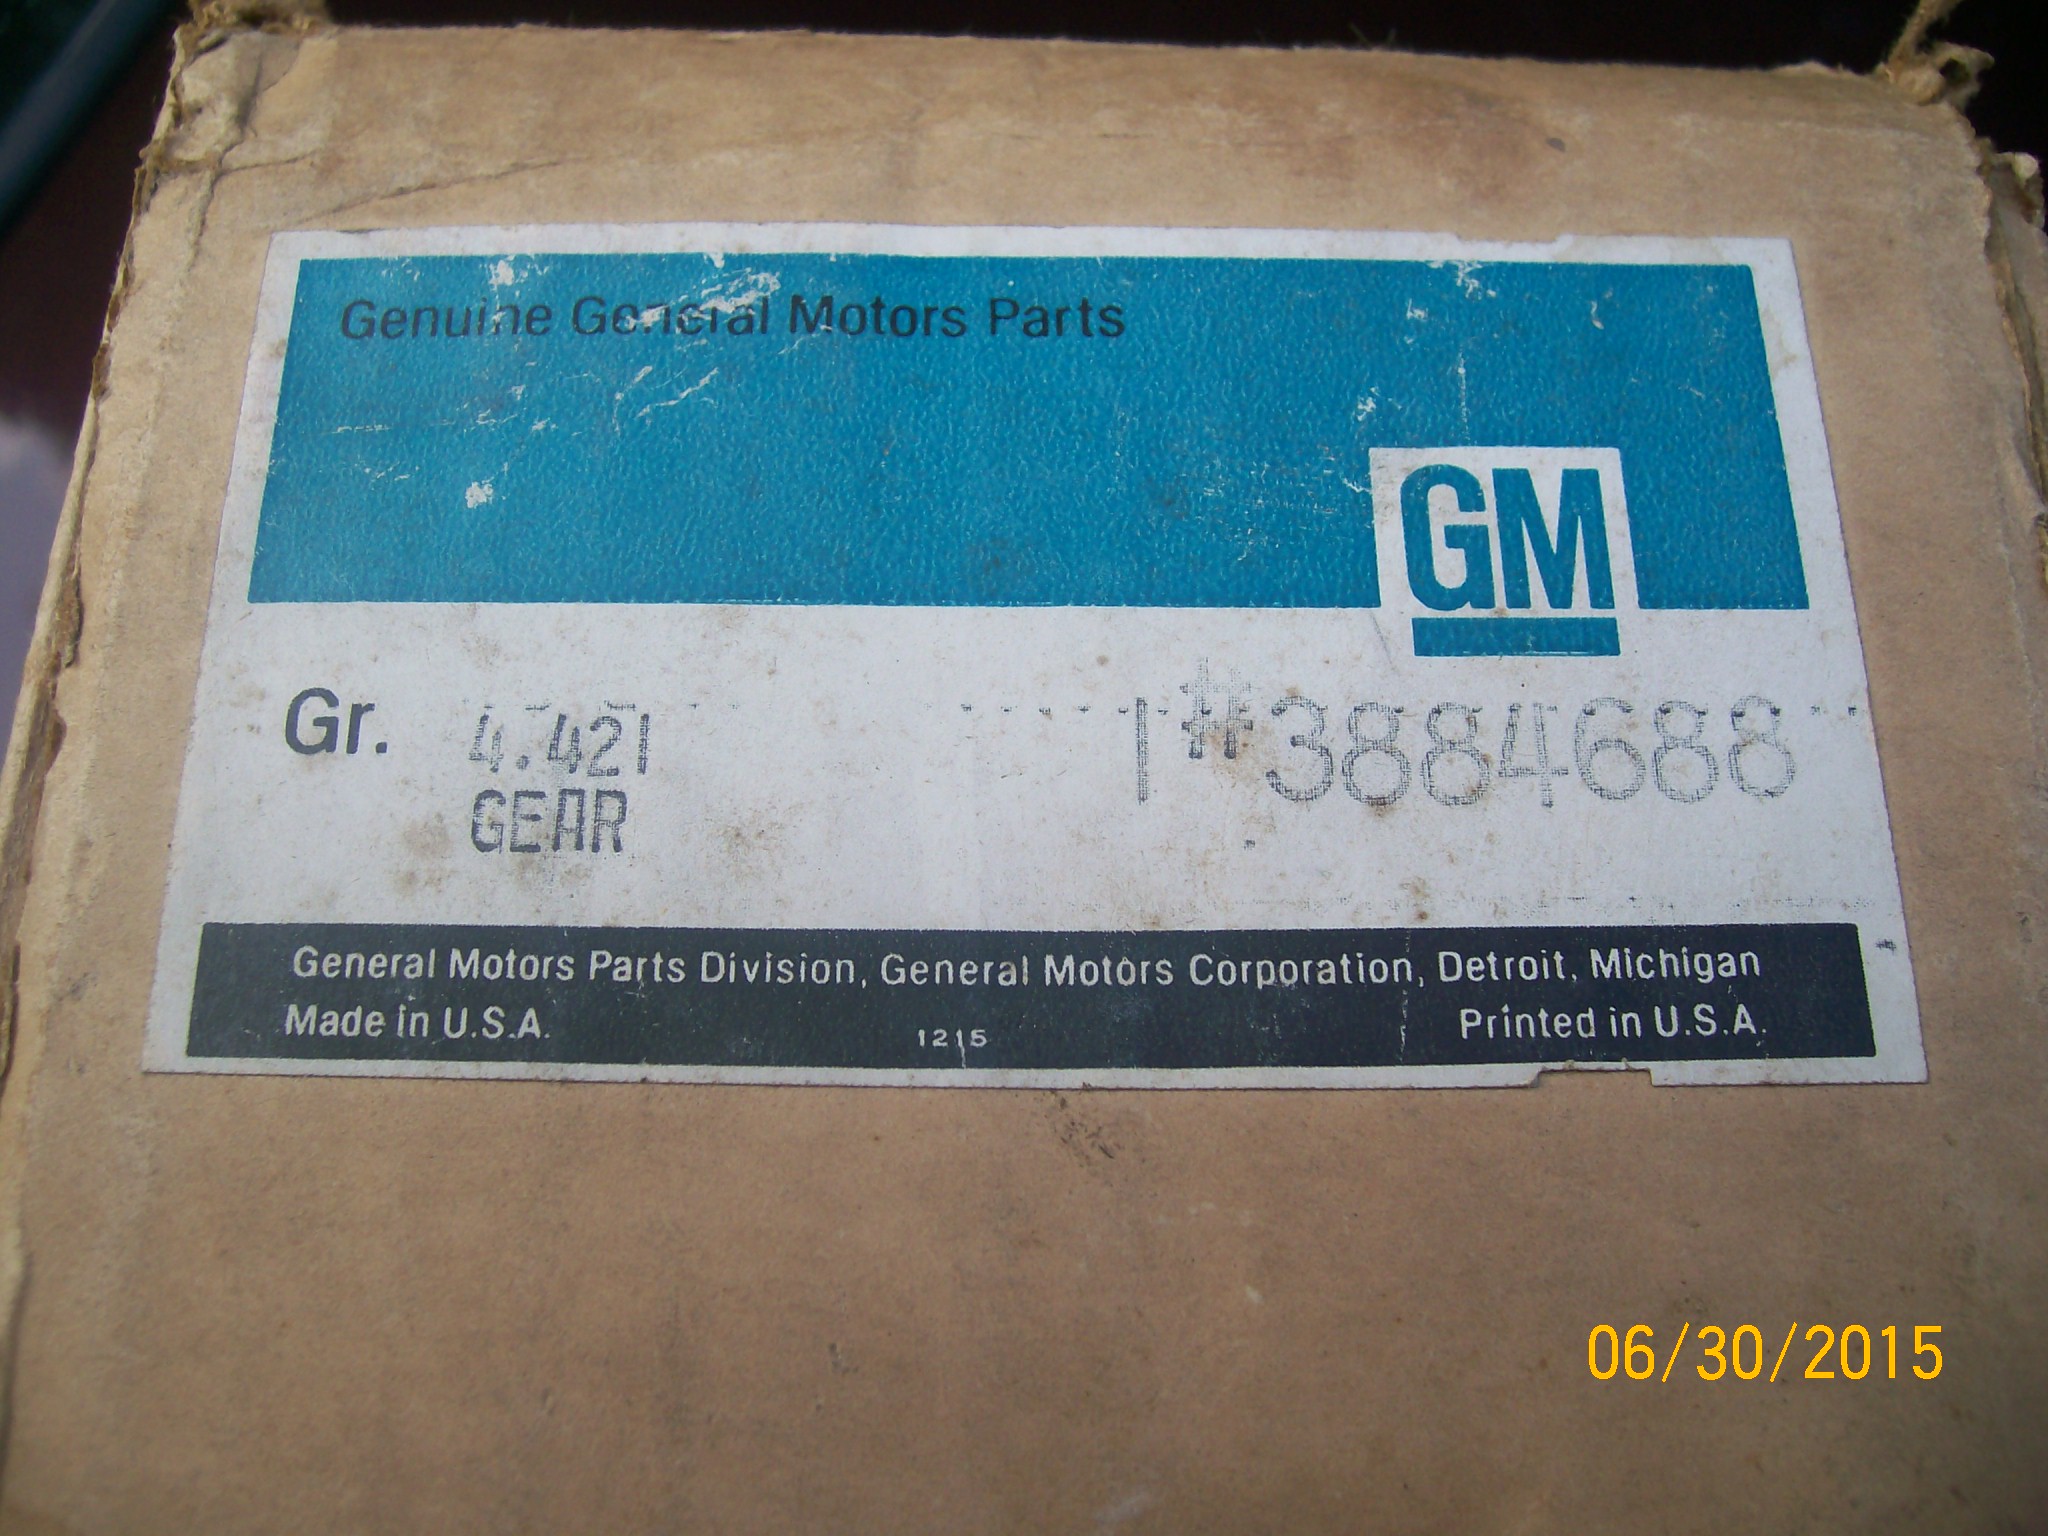 Genuine General Motors Parts
GM
Gr. 4.421 1 #3884688
GEAR
General Motors Parts Division, General Motors Corporation, Detroit, Michigan
Made in U.S.A. 1215 Printed in U.S.A.
06/30/2015